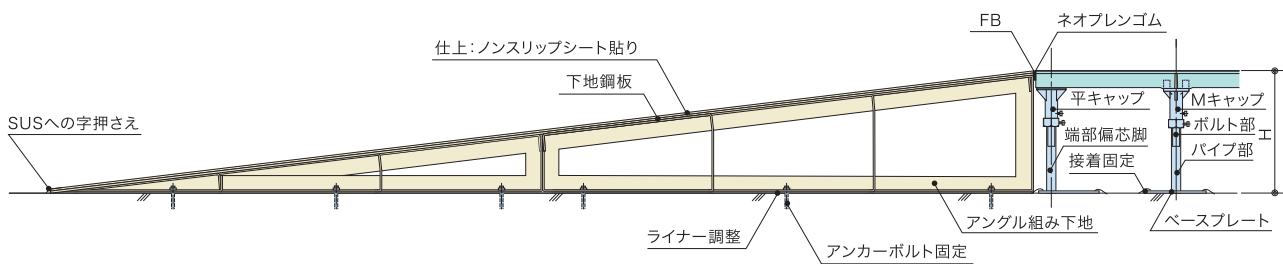 FB
ネオプレンゴム
仕上:ノンスリップシート貼り
下地鋼板
SUSへの字押さえ
平キャップ
Mキャップ
ボルト部
端部偏芯脚
パイプ部
接着固定
H
ベースプレート
アングル組み下地
ライナー調整
アンカーボルト固定